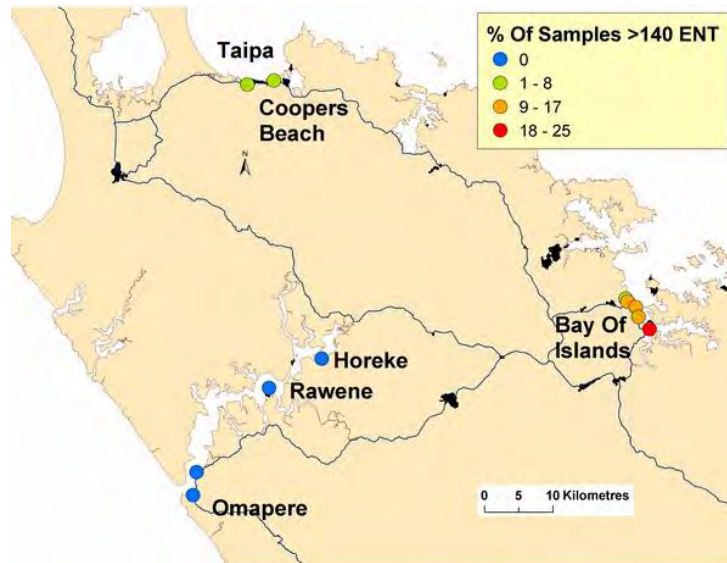 % Of Samples >140 ENT
0
1 - 8
9 - 17
18 - 25
Taipa
Coopers
Beach
N
Bay Of
Islands
Horeke
Rawene
Omapere
0 5 10 Kilometres